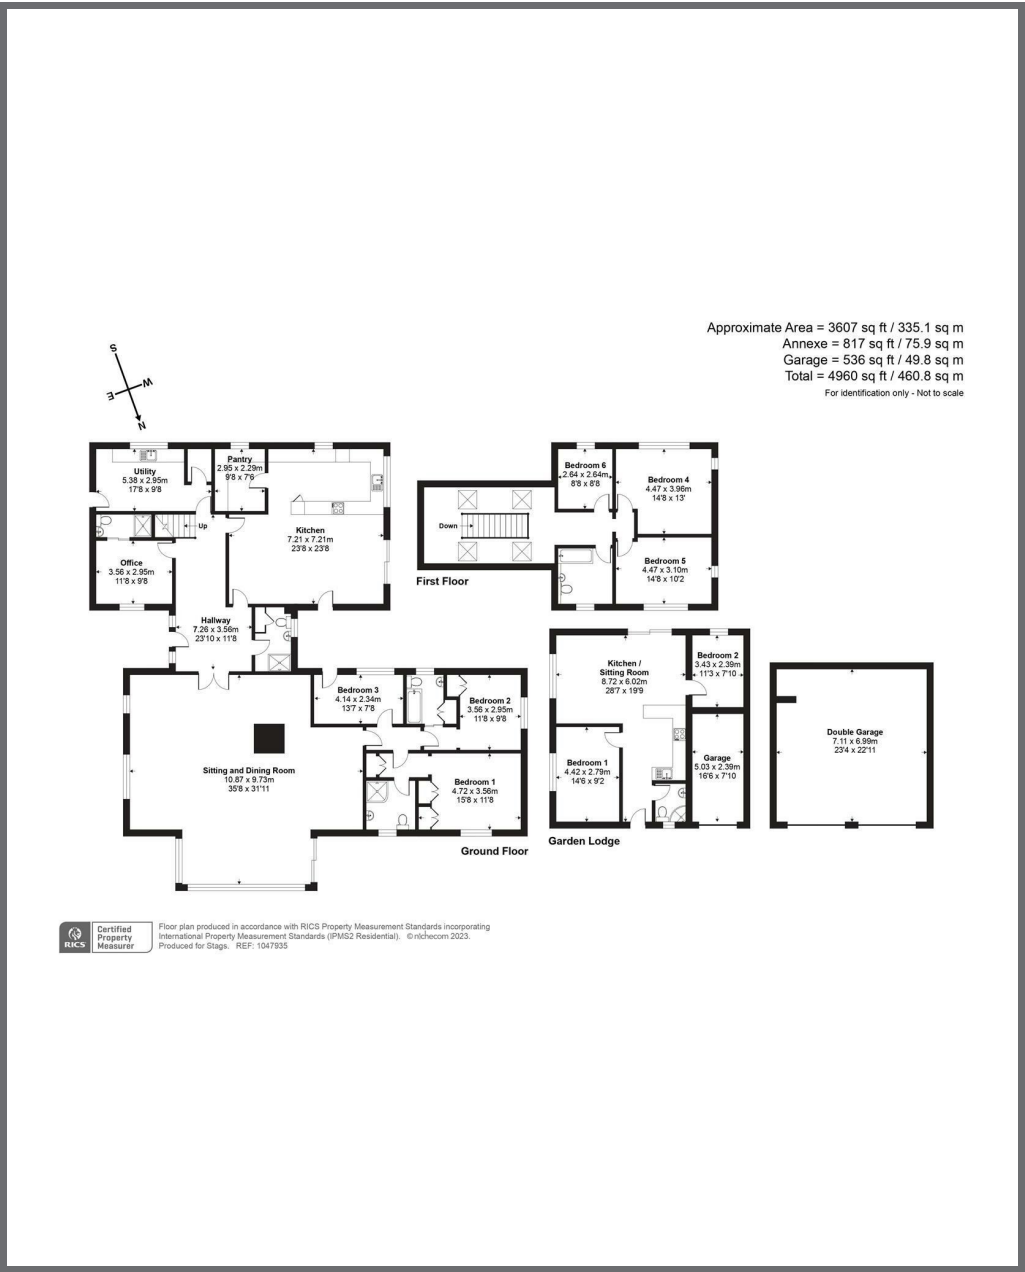 Approximate Area = 3607 sq ft / 335.1 sq m
Annexe = 817 sq ft / 75.9 sq m
Garage = 536 sq ft / 49.8 sq m
Total = 4960 sq ft / 460.8 sq m
For identification only - Not to scale
S
W
E
N
Utility
5.38 x 2.95m
17'8 x 9'8
Pantry
2.95 x 2.29m
9'8 x 7'6
Kitchen
7.21 x 7.21m
23'8 x 23'8
Up
Office
3.56 x 2.95m
11'8 x 9'8
Hallway
7.26 x 3.56m
23'10 x 11'8
Bedroom 3
4.14 x 2.34m
13'7 x 7'8
Bedroom 2
3.56 x 2.95m
11'8 x 9'8
Sitting and Dining Room
10.87 x 9.73m
35'8 x 31'11
Bedroom 1
4.72 x 3.56m
15'8 x 11'8
Ground Floor
Bedroom 6
2.64 x 2.64m
8'8 x 8'8
Bedroom 4
4.47 x 3.96m
14'8 x 13'
Down
Bedroom 5
4.47 x 3.10m
14'8 x 10'2
First Floor
Kitchen /
Sitting Room
8.72 x 6.02m
28'7 x 19'9
Bedroom 2
3.43 x 2.39m
11'3 x 7'10
Bedroom 1
4.42 x 2.79m
14'6 x 9'2
Garage
5.03 x 2.39m
16'6 x 7'10
Garden Lodge
Double Garage
7.11 x 6.99m
23'4 x 22'11
RICS
Certified
Property
Measurer
Floor plan produced in accordance with RICS Property Measurement Standards incorporating
International Property Measurement Standards (IPMS2 Residential). © nichecom 2023.
Produced for Stags. REF: 1047935